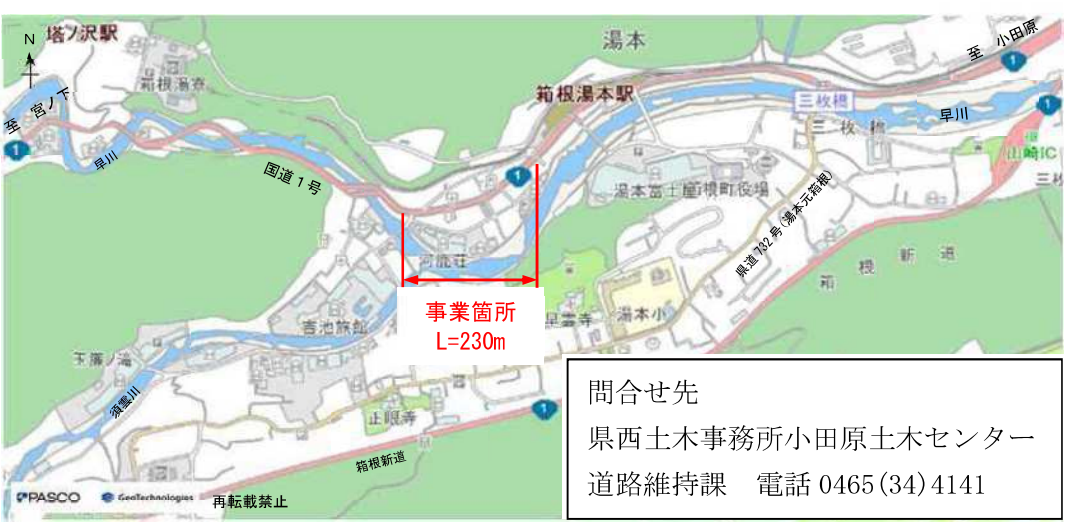 塔ノ沢駅
N
湯本
至 小田原
1
箱根湯寮
箱根湯本駅
三枚橋
1
至 宮ノ下
早川
三枚橋
1
早川
山崎IC
国道1号
1
湯本富士屋
箱根町役場
三枚
県道732号(湯本元箱根)
河鹿荘
箱根新道
事業箇所
L=230m
早雲寺
湯本小
吉池旅館
玉簾ノ滝
須雲川
正眼寺
1
箱根新道
問合せ先
県西土木事務所小田原土木センター
道路維持課 電話 0465(34)4141
PASCO
GeoTechnologies
再転載禁止